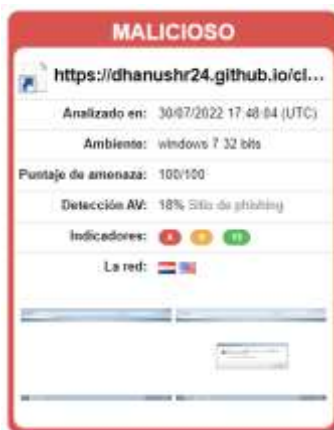 MALICIOSO
https://dhanushr24.github.io/cl...
Analizado en: 30/07/2022 17:48:04 (UTC)
Ambiente: windows 7 32 bits
Puntaje de amenaza: 100/100
Detección AV: 18% Sitio de phishing
Indicadores:
La red: